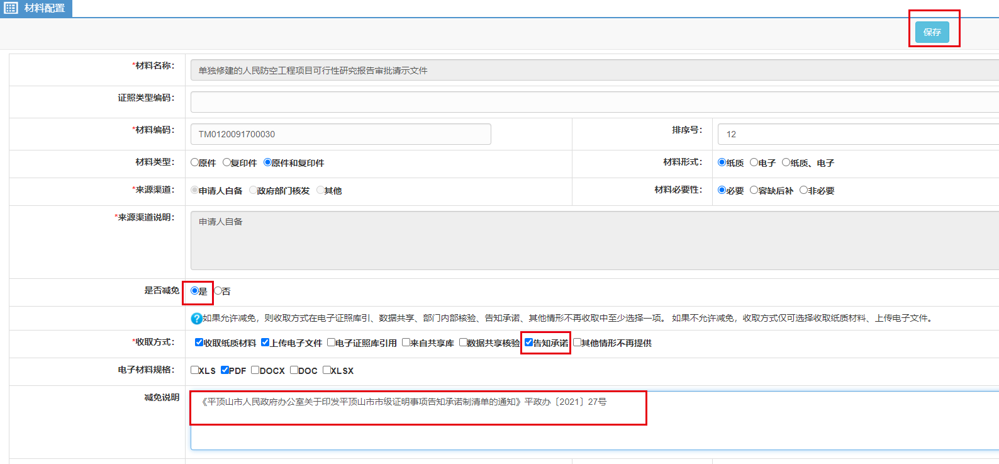 材料配置
保存
*材料名称：
单独修建的人民防空工程项目可行性研究报告审批请示文件
证照类型编码：
*材料编码：
TM0120091700030
排序号：
12
材料类型：
原件 复印件 原件和复印件
材料形式：
纸质 电子 纸质、电子
*来源渠道：
申请人自备 政府部门核发 其他
材料必要性：
必要 容缺后补 非必要
*来源渠道说明：
申请人自备
是否减免
是 否
?如果允许减免，则收取方式在电子证照库引、数据共享、部门内部核验、告知承诺、其他情形不再收取中至少选择一项。 如果不允许减免，收取方式仅可选择收取纸质材料、上传电子文件。
*收取方式：
收取纸质材料 上传电子文件 电子证照库引用 来自共享库 数据共享核验 告知承诺 其他情形不再提供
电子材料规格：
XLS PDF DOCX DOC XLSX
减免说明
《平顶山市人民政府办公室关于印发平顶山市市级证明事项告知承诺制清单的通知》平政办〔2021〕27号